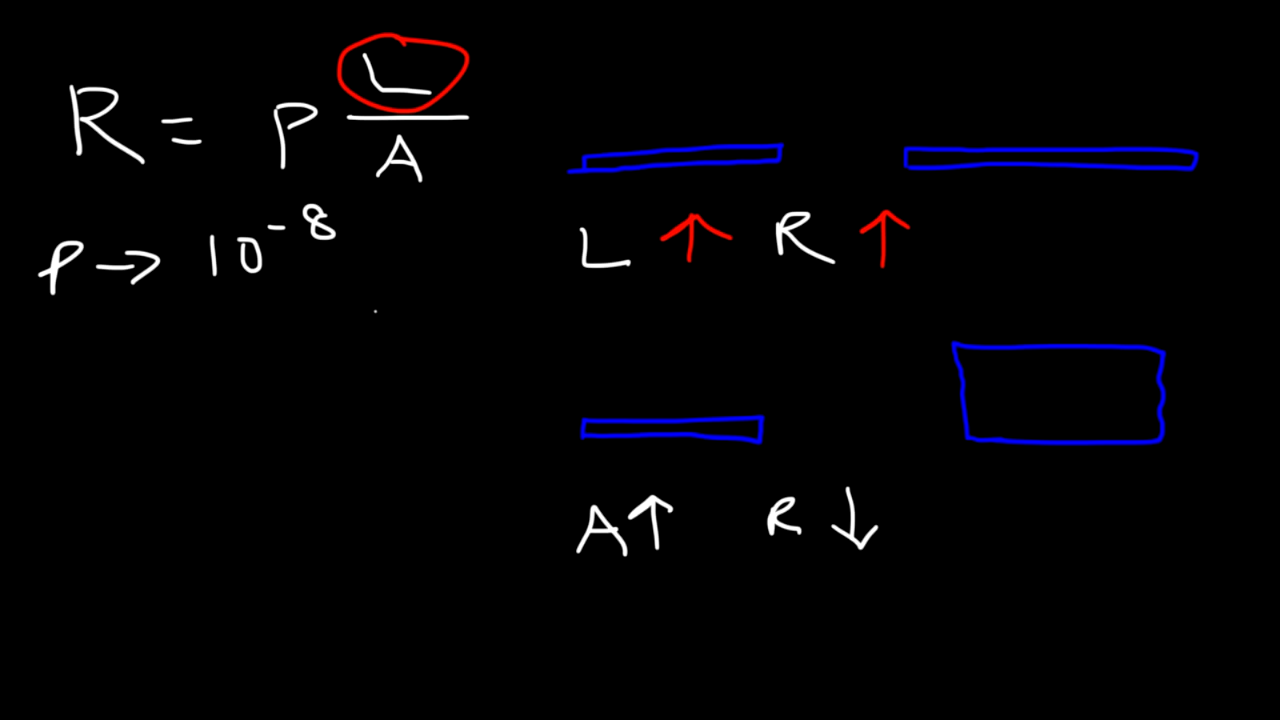 R = ρ L/A
ρ → 10⁻⁸
L ↑ R ↑
A ↑ R ↓